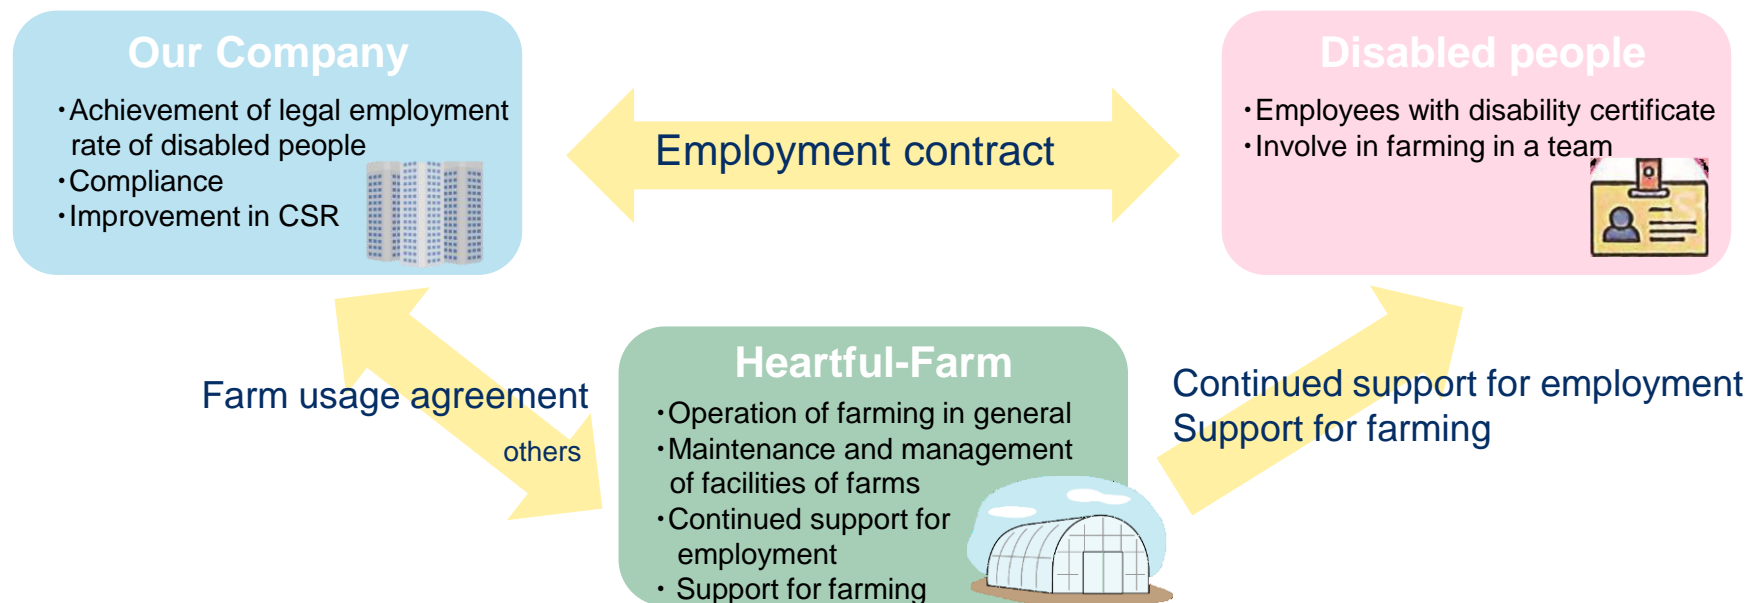 Our Company
・Achievement of legal employment
rate of disabled people
・Compliance
・Improvement in CSR
Employment contract
Disabled people
・Employees with disability certificate
・Involve in farming in a team
Farm usage agreement
others
Heartful-Farm
・Operation of farming in general
・Maintenance and management
of facilities of farms
・Continued support for
employment
・ Support for farming
Continued support for employment
Support for farming